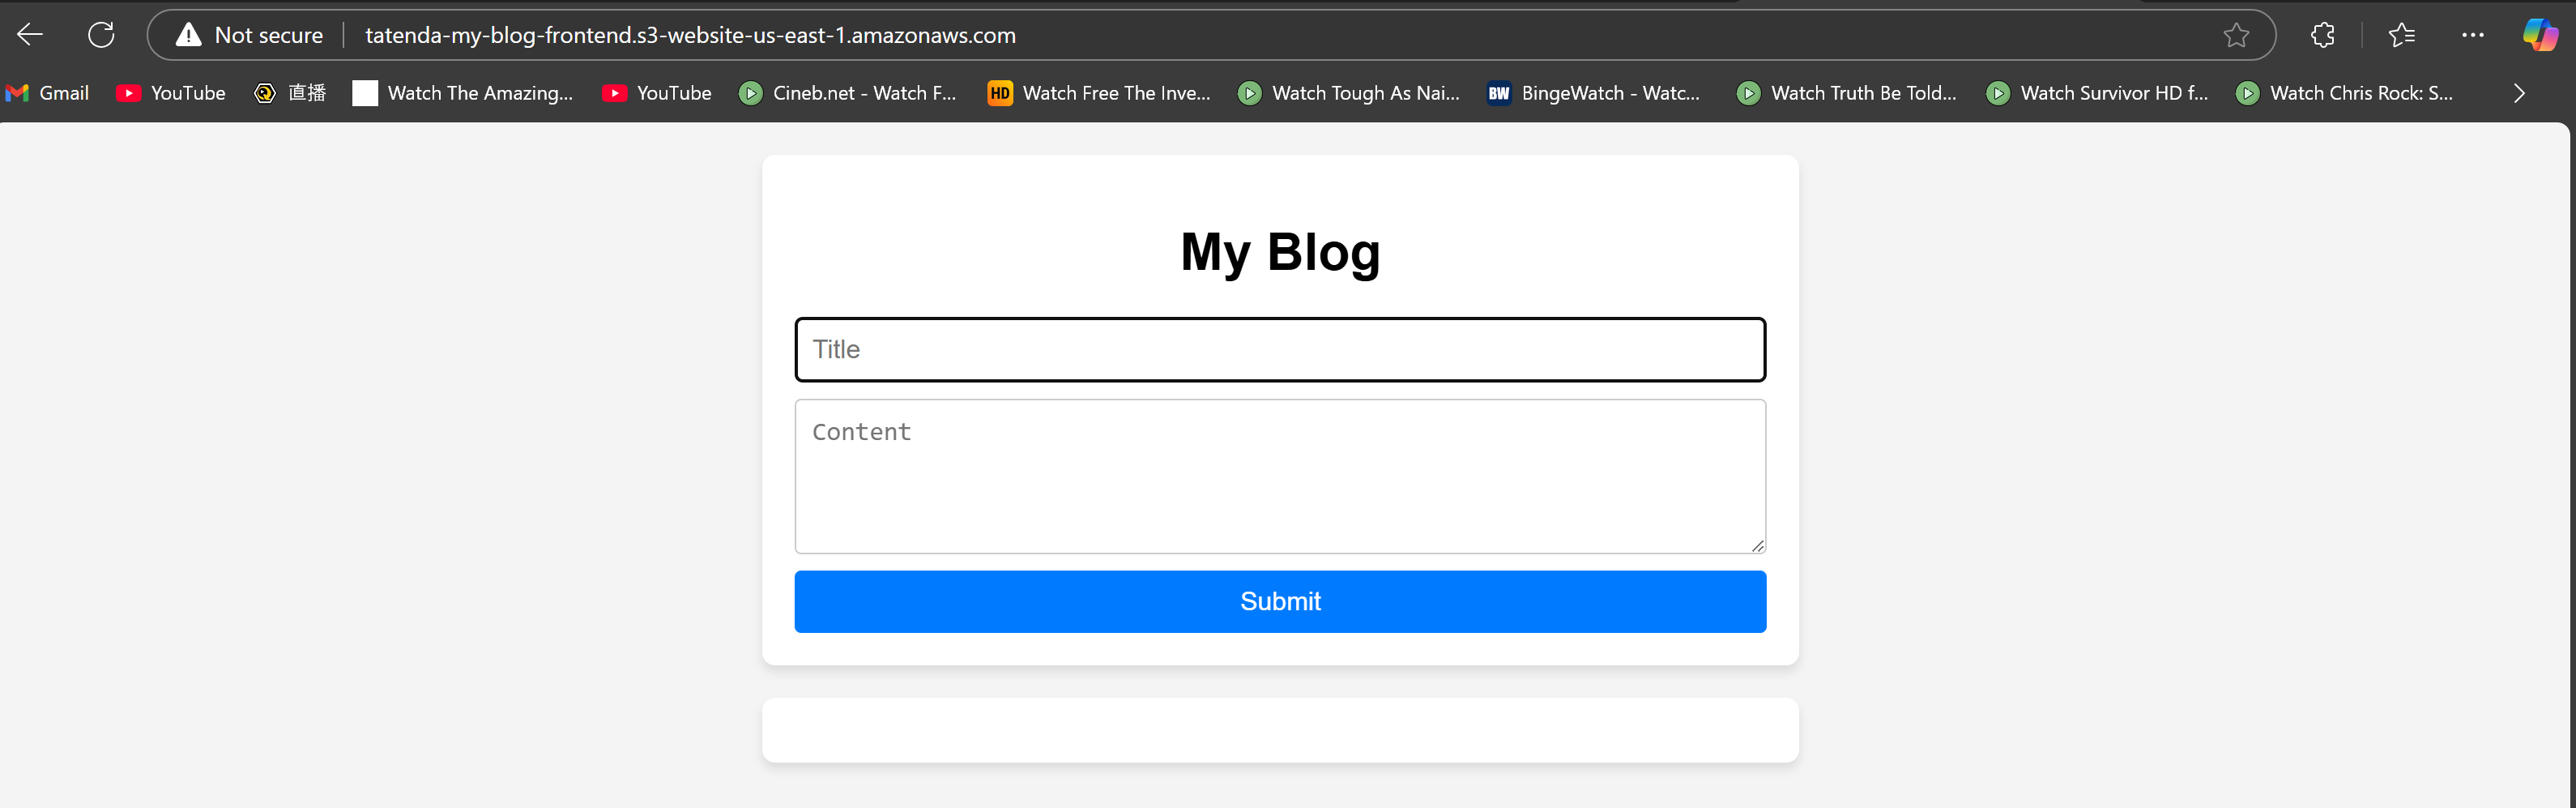 Not secure tatenda-my-blog-frontend.s3-website-us-east-1.amazonaws.com
Gmail YouTube 直播 Watch The Amazing... YouTube Cineb.net - Watch F... HD Watch Free The Inve... Watch Tough As Nai... BW BingeWatch - Watc... Watch Truth Be Told... Watch Survivor HD f... Watch Chris Rock: S...
My Blog
Title
Content
Submit